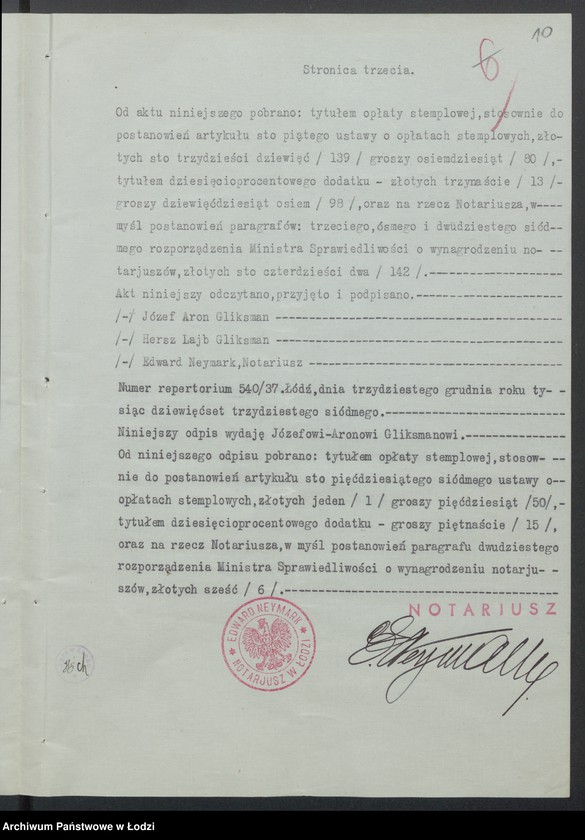 10
6
Stronica trzecia.
Od aktu niniejszego pobrano: tytułem opłaty stemplowej,stosownie do
postanowień artykułu sto piątego ustawy o opłatach stemplowych,zło-
tych sto trzydzieści dziewięć / 139 / groszy osiemdziesiąt / 80 /,-
tytułem dziesięcioprocentowego dodatku - złotych trzynaście / 13 /-
groszy dziewięćdziesiąt osiem / 98 /,oraz na rzecz Notariusza,w----
myśl postanowień paragrafów: trzeciego,ósmego i dwudziestego siód--
mego rozporządzenia Ministra Sprawiedliwości o wynagrodzeniu no- --
tarjuszów,złotych sto czterdzieści dwa / 142 /.-------------------
Akt niniejszy odczytano,przyjęto i podpisano.---------------------
/-/ Józef Aron Gliksman ----------------------------------------
/-/ Hersz Lajb Gliksman ----------------------------------------
/-/ Edward Neymark,Notariusz -----------------------------------
Numer repertorium 540/37.Łódź,dnia trzydziestego grudnia roku ty- -
siąc dziewięćset trzydziestego siódmego.-------------------------
Niniejszy odpis wydaję Józefowi-Aronowi Gliksmanowi.--------------
Od niniejszego odpisu pobrano: tytułem opłaty stemplowej,stosow- --
nie do postanowień artykułu sto pięćdziesiątego siódmego ustawy o--
opłatach stemplowych,złotych jeden / 1 / groszy pięćdziesiąt /50/,-
tytułem dziesięcioprocentowego dodatku - groszy piętnaście / 15 /,
oraz na rzecz Notariusza,w myśl postanowień paragrafu dwudziestego
rozporządzenia Ministra Sprawiedliwości o wynagrodzeniu notarju- -
szów,złotych sześć / 6 /.----------------------------------------
NOTARIUSZ
EDWARD NEYMARK
NOTARJUSZ W ŁODZI
E. Neymark
Archiwum Państwowe w Łodzi